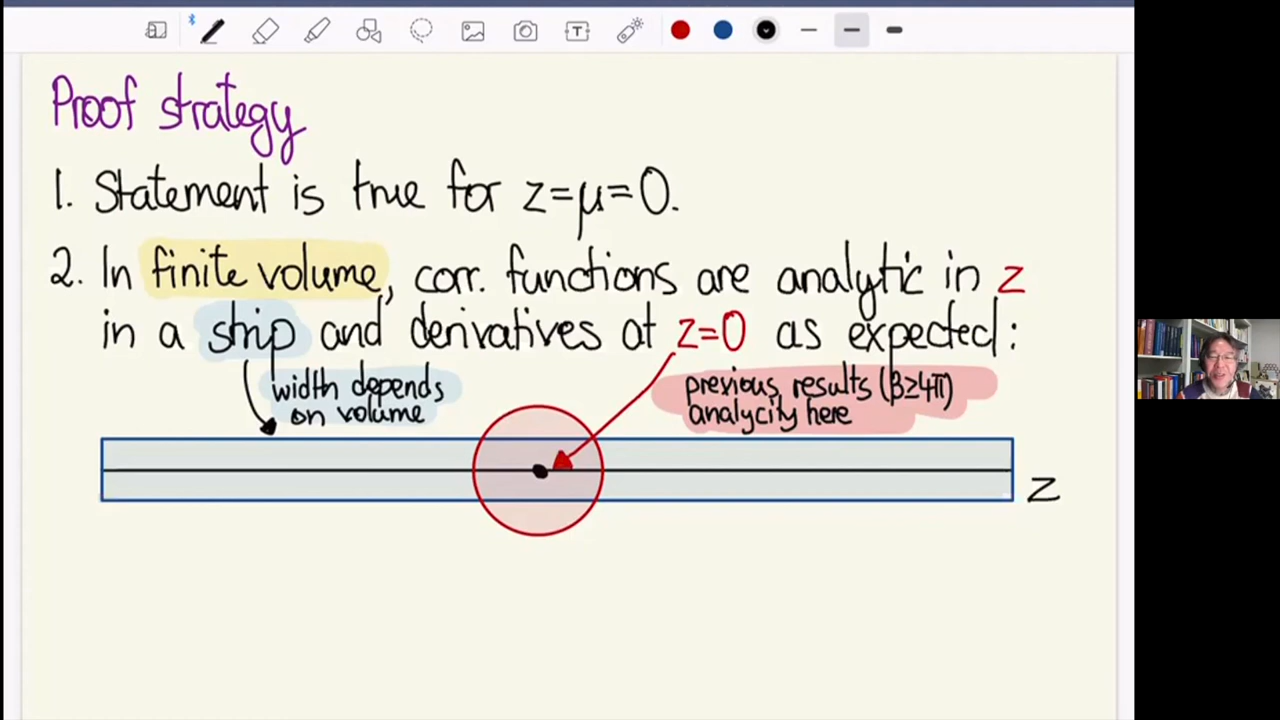 Proof strategy
1. Statement is true for z=μ=0.
2. In finite volume, corr. functions are analytic in z
in a strip and derivatives at z=0 as expected:
width depends
on volume
previous results (β≥4π)
analycity here
z